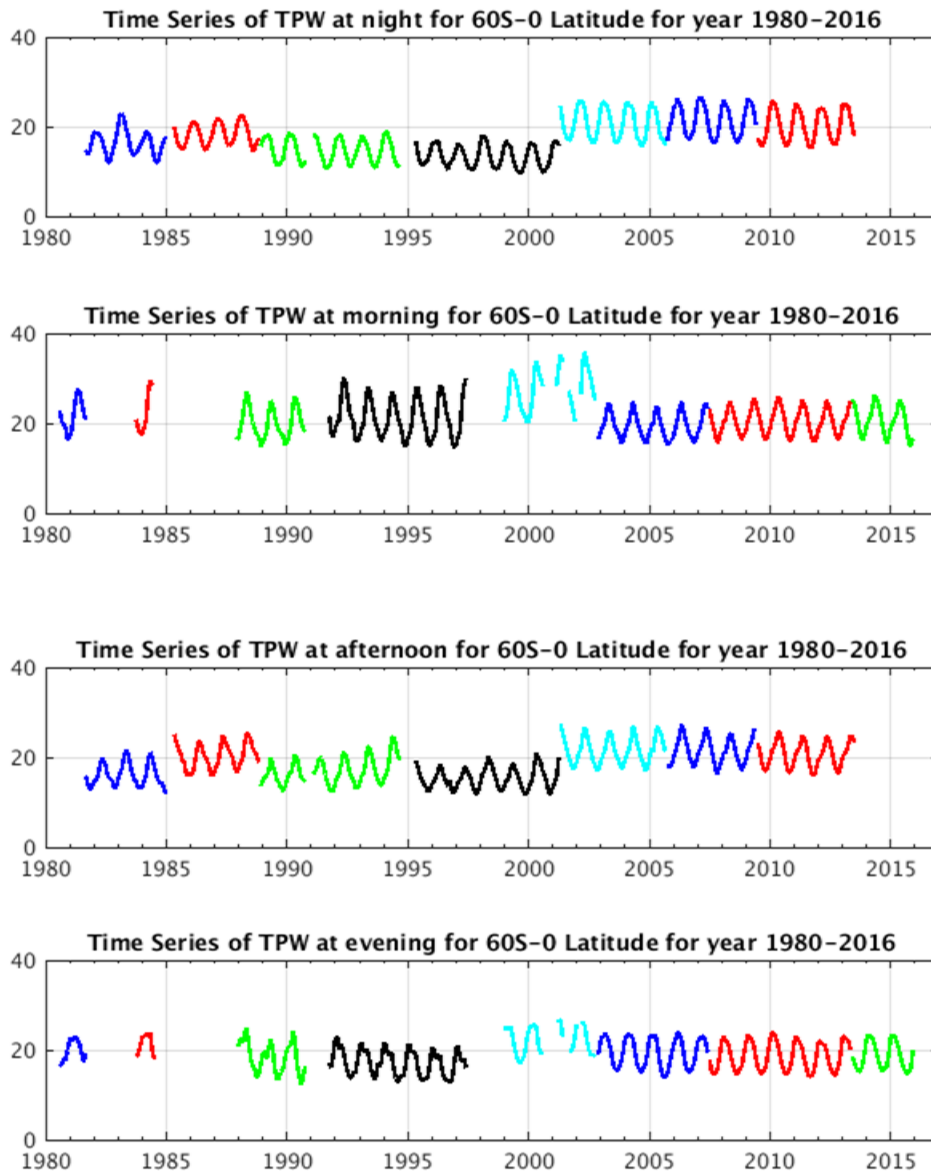 Time Series of TPW at night for 60S-0 Latitude for year 1980-2016
40
20
0
1980 1985 1990 1995 2000 2005 2010 2015
Time Series of TPW at morning for 60S-0 Latitude for year 1980-2016
40
20
0
1980 1985 1990 1995 2000 2005 2010 2015
Time Series of TPW at afternoon for 60S-0 Latitude for year 1980-2016
40
20
0
1980 1985 1990 1995 2000 2005 2010 2015
Time Series of TPW at evening for 60S-0 Latitude for year 1980-2016
40
20
0
1980 1985 1990 1995 2000 2005 2010 2015